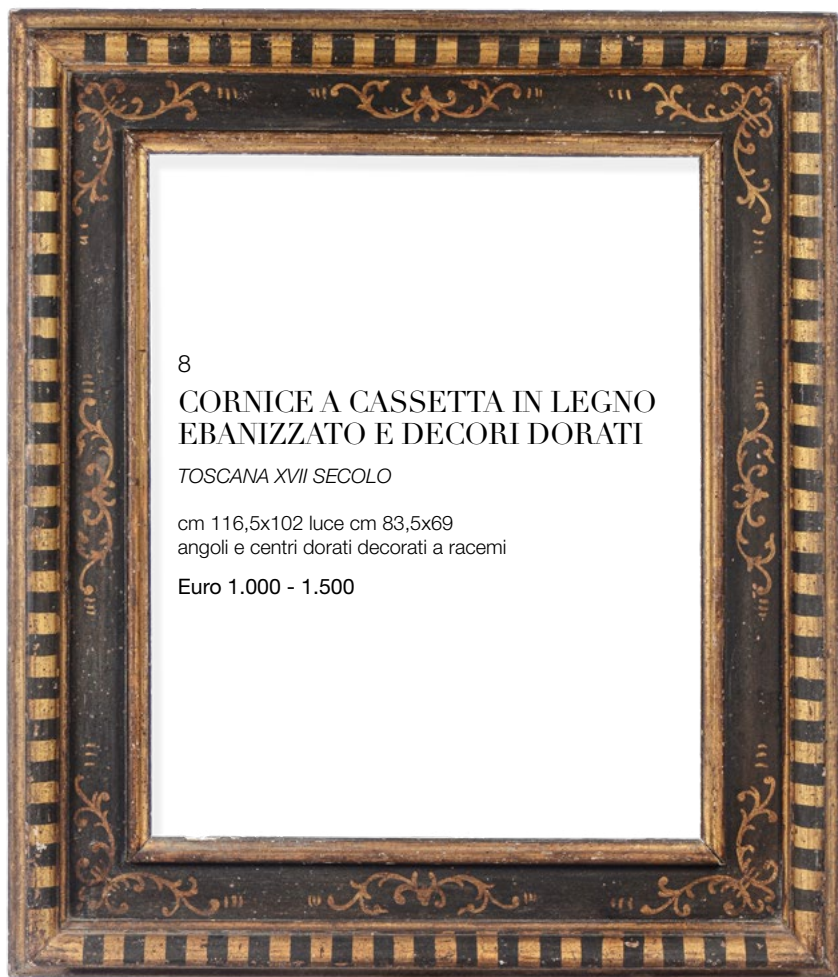 8
CORNICE A CASSETTA IN LEGNO
EBANIZZATO E DECORI DORATI
TOSCANA XVII SECOLO
cm 116,5x102 luce cm 83,5x69
angoli e centri dorati decorati a racemi
Euro 1.000 - 1.500